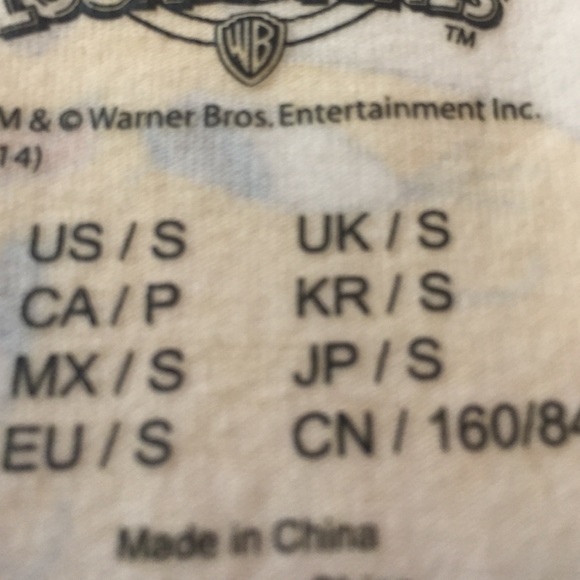 WB
TM
M & © Warner Bros. Entertainment Inc.
14)
US / S UK / S
CA / P KR / S
MX / S JP / S
EU / S CN / 160/84
Made in China